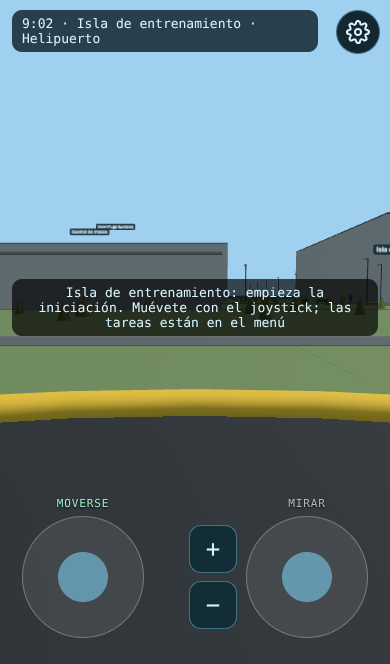 9:02 · Isla de entrenamiento ·
Helipuerto
Isla de entrenamiento: empieza la
iniciación. Muévete con el joystick; las
tareas están en el menú
MOVERSE
MIRAR
+
−